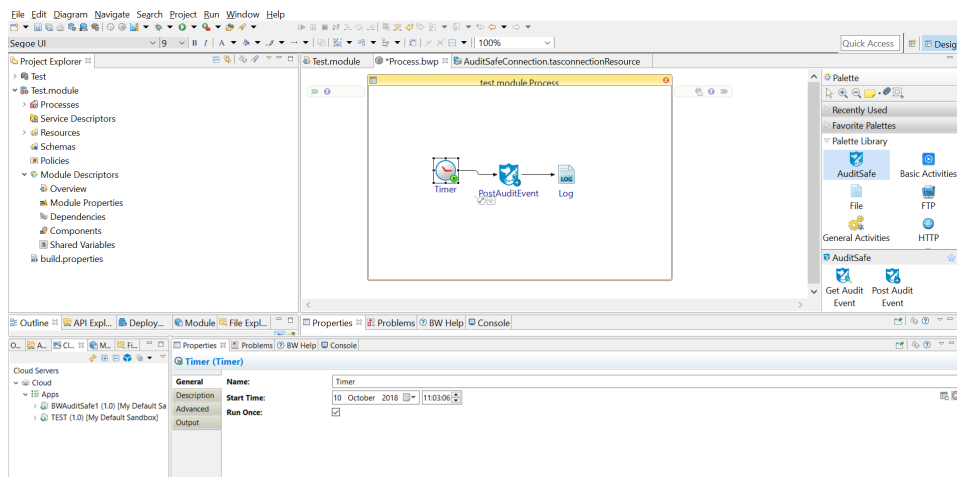 File Edit Diagram Navigate Search Project Run Window Help
Segoe UI 9 B I A 100% Quick Access Desig
Project Explorer
Test.module *Process.bwp AuditSafeConnection.tasconnectionResource
Test
Test.module
Processes
Service Descriptors
Resources
Schemas
Policies
Module Descriptors
Overview
Module Properties
Dependencies
Components
Shared Variables
build.properties
test.module.Process
Timer PostAuditEvent LOG Log
Palette
Recently Used
Favorite Palettes
Palette Library
AuditSafe Basic Activities
File FTP
General Activities HTTP
AuditSafe
Get Audit Event Post Audit Event
Outline API Expl... Deploy... Module File Expl... Properties Problems BW Help Console
O... A... Cl... M... Fi... Properties Problems BW Help Console
Cloud Servers
Cloud
Apps
BWAuditSafe1 (1.0) [My Default Sa
TEST (1.0) [My Default Sandbox]
Timer (Timer)
General
Description
Advanced
Output
Name: Timer
Start Time: 10 October 2018 11:03:06
Run Once: